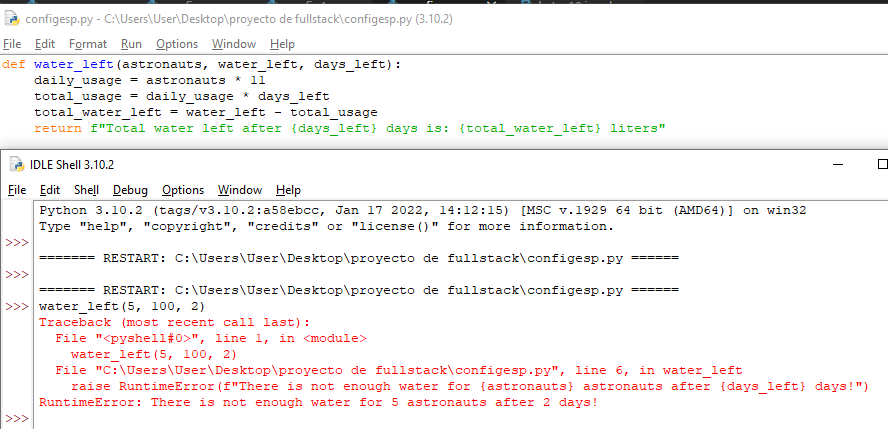 configesp.py - C:\Users\User\Desktop\proyecto de fullstack\configesp.py (3.10.2)
File Edit Format Run Options Window Help
def water_left(astronauts, water_left, days_left):
    daily_usage = astronauts * 11
    total_usage = daily_usage * days_left
    total_water_left = water_left - total_usage
    return f"Total water left after {days_left} days is: {total_water_left} liters"
IDLE Shell 3.10.2
File Edit Shell Debug Options Window Help
Python 3.10.2 (tags/v3.10.2:a58ebcc, Jan 17 2022, 14:12:15) [MSC v.1929 64 bit (AMD64)] on win32
Type "help", "copyright", "credits" or "license()" for more information.
>>>
======= RESTART: C:\Users\User\Desktop\proyecto de fullstack\configesp.py ======
>>>
======= RESTART: C:\Users\User\Desktop\proyecto de fullstack\configesp.py ======
>>> water_left(5, 100, 2)
Traceback (most recent call last):
  File "<pyshell#0>", line 1, in <module>
    water_left(5, 100, 2)
  File "C:\Users\User\Desktop\proyecto de fullstack\configesp.py", line 6, in water_left
    raise RuntimeError(f"There is not enough water for {astronauts} astronauts after {days_left} days!")
RuntimeError: There is not enough water for 5 astronauts after 2 days!
>>>